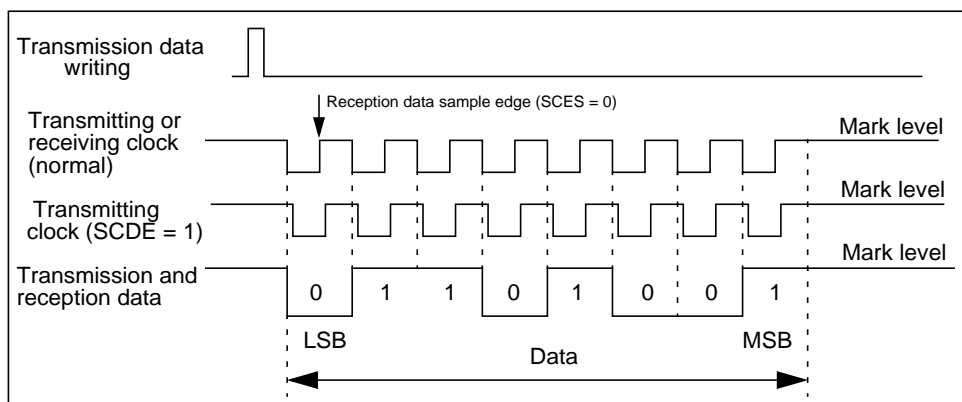 Transmission data
writing
Reception data sample edge (SCES = 0)
Transmitting or
receiving clock
(normal)
Mark level
Transmitting
clock (SCDE = 1)
Mark level
Transmission and
reception data
Mark level
0 1 1 0 1 0 0 1
LSB MSB
Data